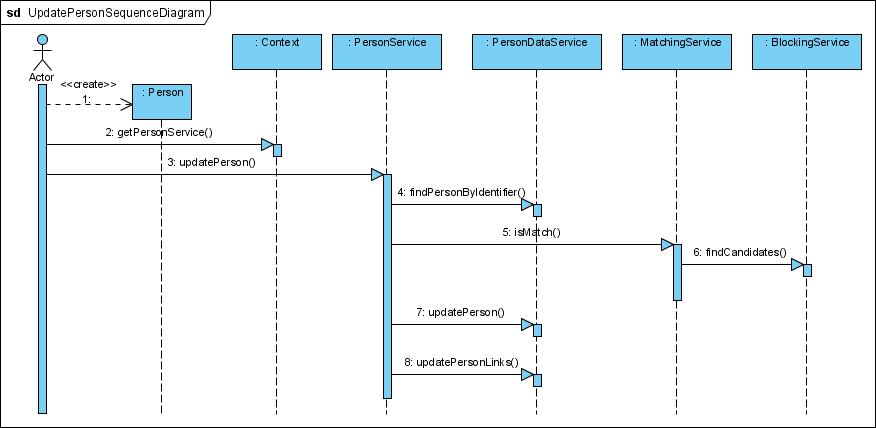 sd UpdatePersonSequenceDiagram
: Context
: PersonService
: PersonDataService
: MatchingService
: BlockingService
Actor
<<create>>
1:
: Person
2: getPersonService()
3: updatePerson()
4: findPersonByIdentifier()
5: isMatch()
6: findCandidates()
7: updatePerson()
8: updatePersonLinks()